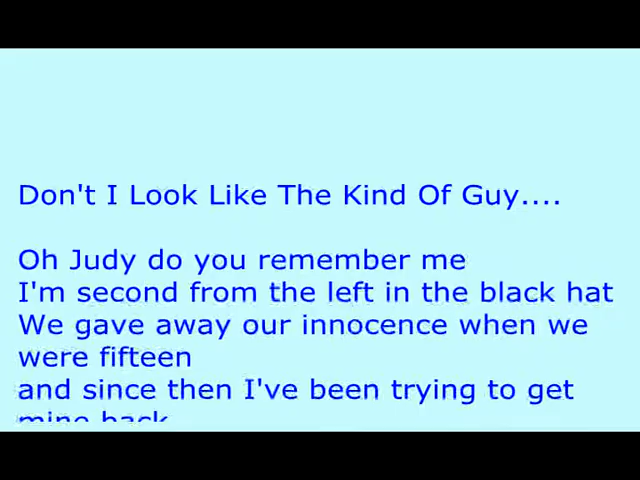 Don't I Look Like The Kind Of Guy....
Oh Judy do you remember me
I'm second from the left in the black hat
We gave away our innocence when we
were fifteen
and since then I've been trying to get
mine back